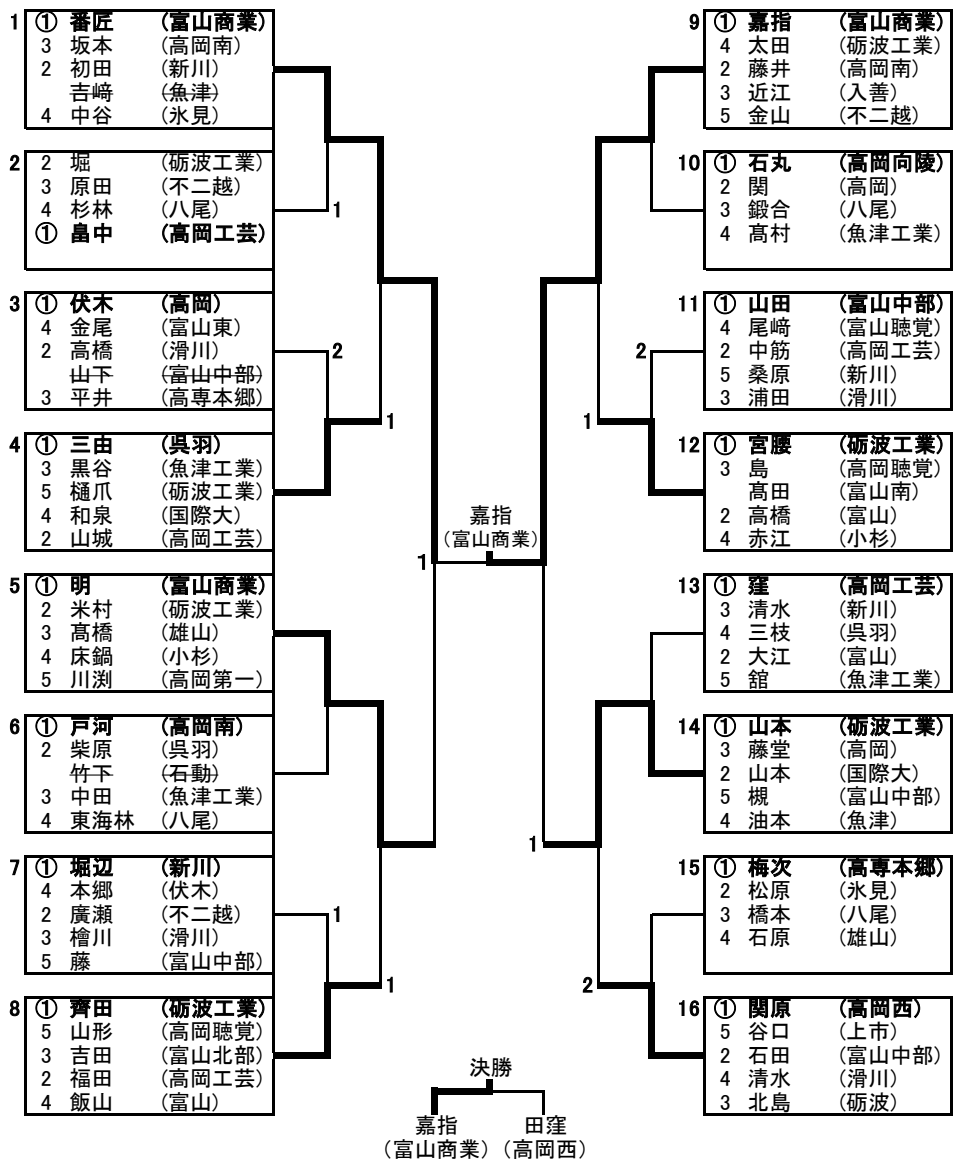 1 ① 番匠 (富山商業)
3 坂本 (高岡南)
2 初田 (新川)
吉﨑 (魚津)
4 中谷 (氷見)
2 2 堀 (砺波工業)
3 原田 (不二越)
4 杉林 (八尾)
① 畠中 (高岡工芸)
1
3 ① 伏木 (高岡)
4 金尾 (富山東)
2 高橋 (滑川)
山下 (富山中部)
3 平井 (高専本郷)
2
1
4 ① 三由 (呉羽)
3 黒谷 (魚津工業)
5 樋爪 (砺波工業)
4 和泉 (国際大)
2 山城 (高岡工芸)
5 ① 明 (富山商業)
2 米村 (砺波工業)
3 髙橋 (雄山)
4 床鍋 (小杉)
5 川渕 (高岡第一)
6 ① 戸河 (高岡南)
2 柴原 (呉羽)
竹下 (石動)
3 中田 (魚津工業)
4 東海林 (八尾)
7 ① 堀辺 (新川)
4 本郷 (伏木)
2 廣瀬 (不二越)
3 檜川 (滑川)
5 藤 (富山中部)
1
1
8 ① 齊田 (砺波工業)
5 山形 (高岡聴覚)
3 吉田 (富山北部)
2 福田 (高岡工芸)
4 飯山 (富山)
嘉指
(富山商業)
1
9 ① 嘉指 (富山商業)
4 太田 (砺波工業)
2 藤井 (高岡南)
3 近江 (入善)
5 金山 (不二越)
10 ① 石丸 (高岡向陵)
2 関 (高岡)
3 鍛合 (八尾)
4 髙村 (魚津工業)
11 ① 山田 (富山中部)
4 尾﨑 (富山聴覚)
2 中筋 (高岡工芸)
5 桑原 (新川)
3 浦田 (滑川)
2
1
12 ① 宮腰 (砺波工業)
3 島 (高岡聴覚)
髙田 (富山南)
2 高橋 (富山)
4 赤江 (小杉)
13 ① 窪 (高岡工芸)
3 清水 (新川)
4 三枝 (呉羽)
2 大江 (富山)
5 舘 (魚津工業)
14 ① 山本 (砺波工業)
3 藤堂 (高岡)
2 山本 (国際大)
5 槻 (富山中部)
4 油本 (魚津)
1
15 ① 梅次 (高専本郷)
2 松原 (氷見)
3 橋本 (八尾)
4 石原 (雄山)
2
16 ① 関原 (高岡西)
5 谷口 (上市)
2 石田 (富山中部)
4 清水 (滑川)
3 北島 (砺波)
決勝
嘉指 田窪
(富山商業) (高岡西)